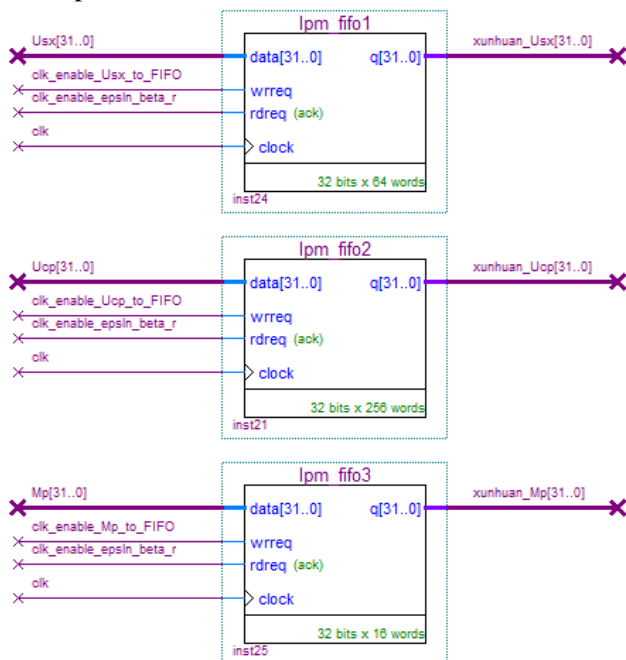 lpm_fifo1
Usx[31..0]
data[31..0]
q[31..0]
xunhuan_Usx[31..0]
clk_enable_Usx_to_FIFO
wrreq
clk_enable_epsln_beta_r
rdreq (ack)
clk
clock
32 bits x 64 words
inst24
lpm_fifo2
Ucp[31..0]
data[31..0]
q[31..0]
xunhuan_Ucp[31..0]
clk_enable_Ucp_to_FIFO
wrreq
clk_enable_epsln_beta_r
rdreq (ack)
clk
clock
32 bits x 256 words
inst21
lpm_fifo3
Mp[31..0]
data[31..0]
q[31..0]
xunhuan_Mp[31..0]
clk_enable_Mp_to_FIFO
wrreq
clk_enable_epsln_beta_r
rdreq (ack)
clk
clock
32 bits x 16 words
inst25